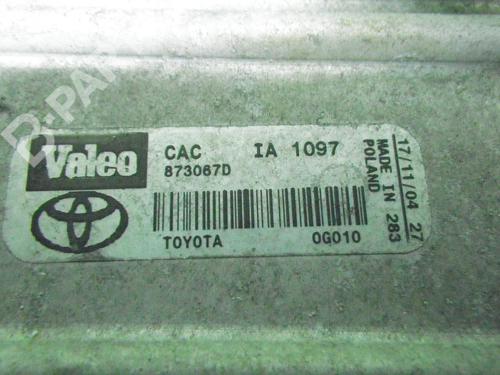 Valeo
CAC IA 1097
873067D
TOYOTA 0G010
17/11/04 27
MADE IN 283
POLAND